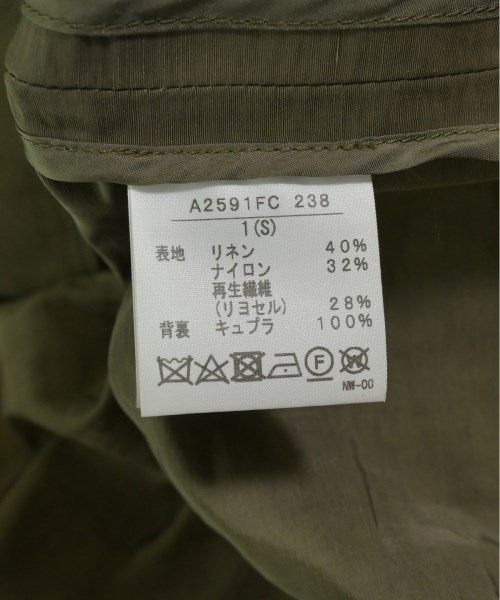 A2591FC 238
1(S)
表地 リネン 40%
ナイロン 32%
再生繊維
(リヨセル) 28%
背裏 キュプラ 100%
F W
NW-00